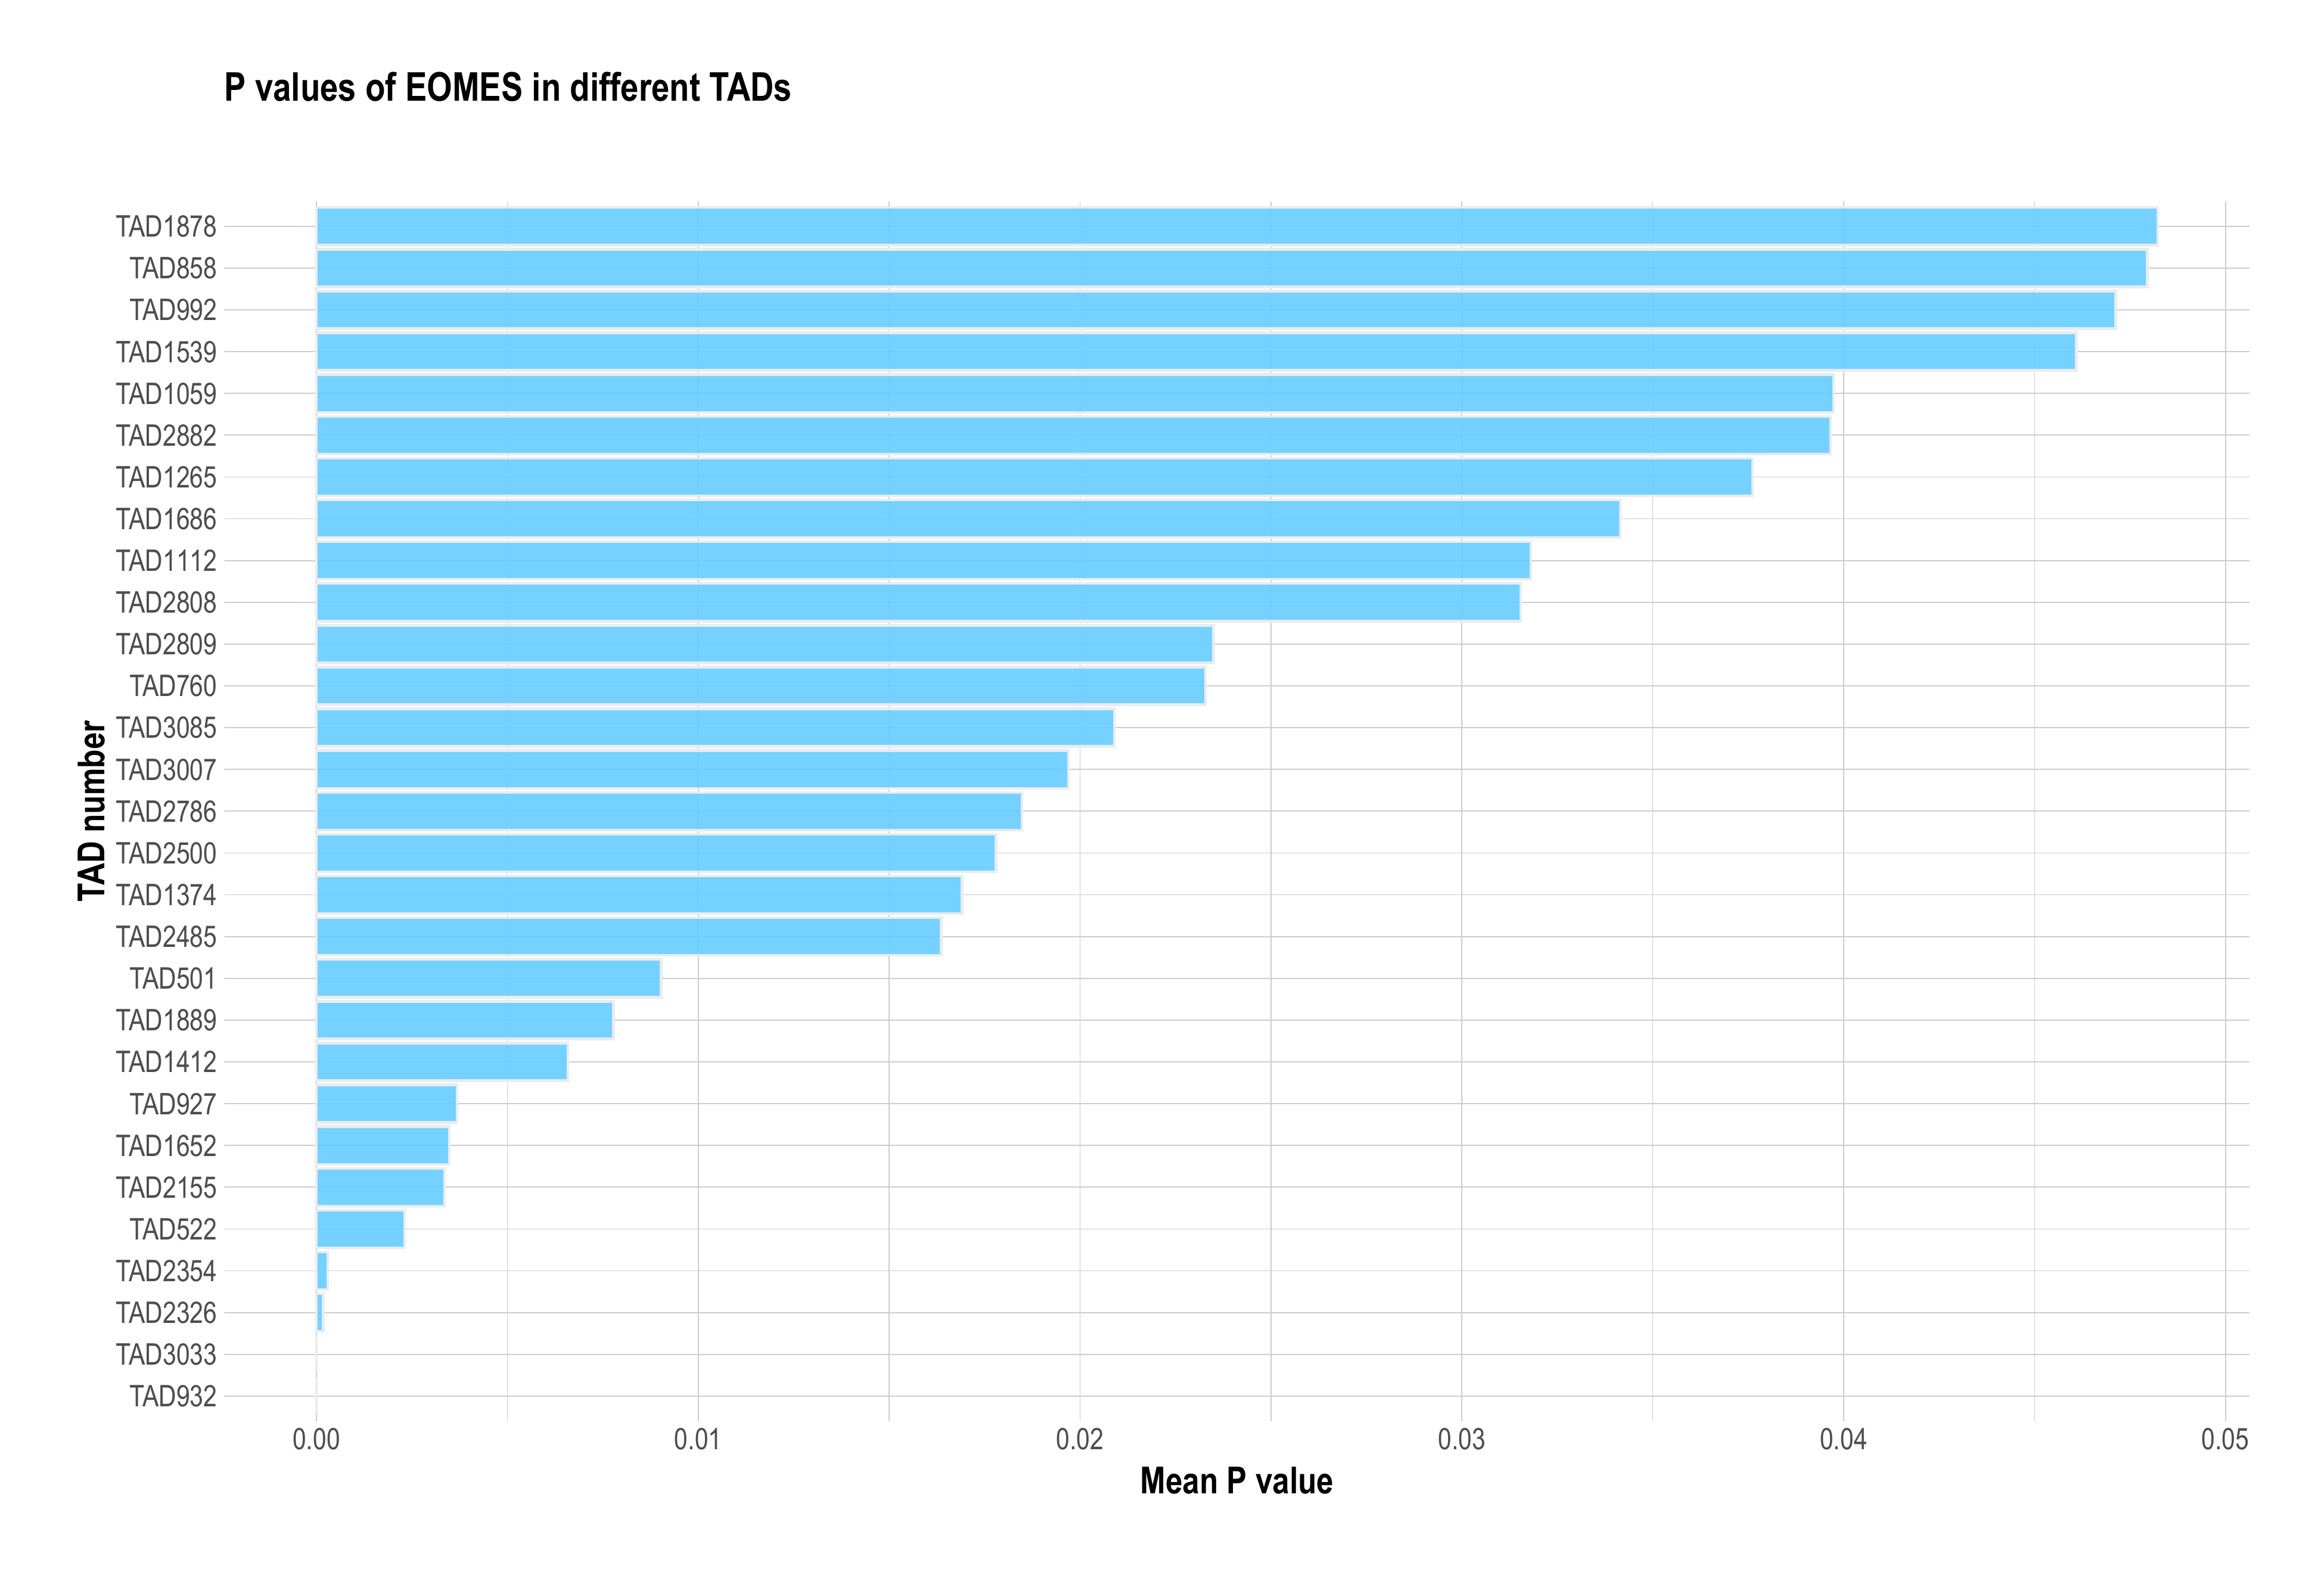 P values of EOMES in different TADs
TAD1878
TAD858
TAD992
TAD1539
TAD1059
TAD2882
TAD1265
TAD1686
TAD1112
TAD2808
TAD2809
TAD760
TAD3085
TAD3007
TAD2786
TAD2500
TAD1374
TAD2485
TAD501
TAD1889
TAD1412
TAD927
TAD1652
TAD2155
TAD522
TAD2354
TAD2326
TAD3033
TAD932
TAD number
0.00 0.01 0.02 0.03 0.04 0.05
Mean P value